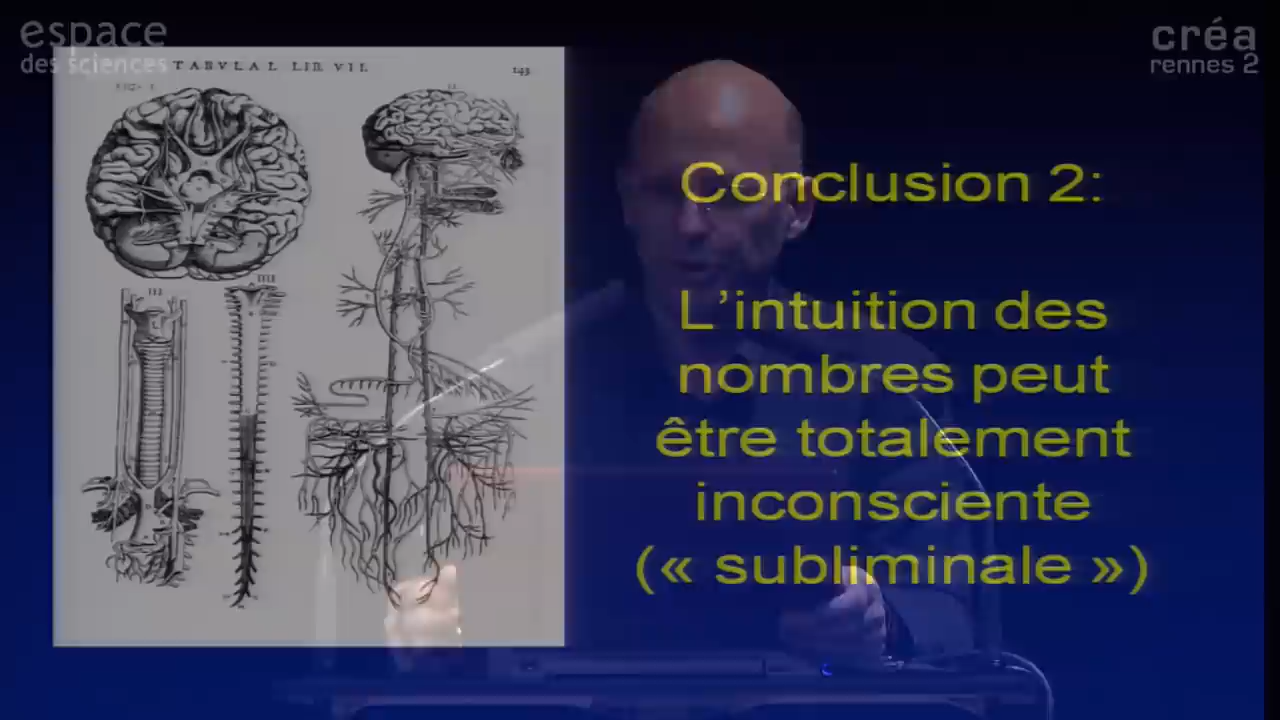 espace
des sciences
créa
rennes 2
TABVLAE LIB. VII.
143
Conclusion 2:
L’intuition des
nombres peut
être totalement
inconsciente
(« subliminale »)